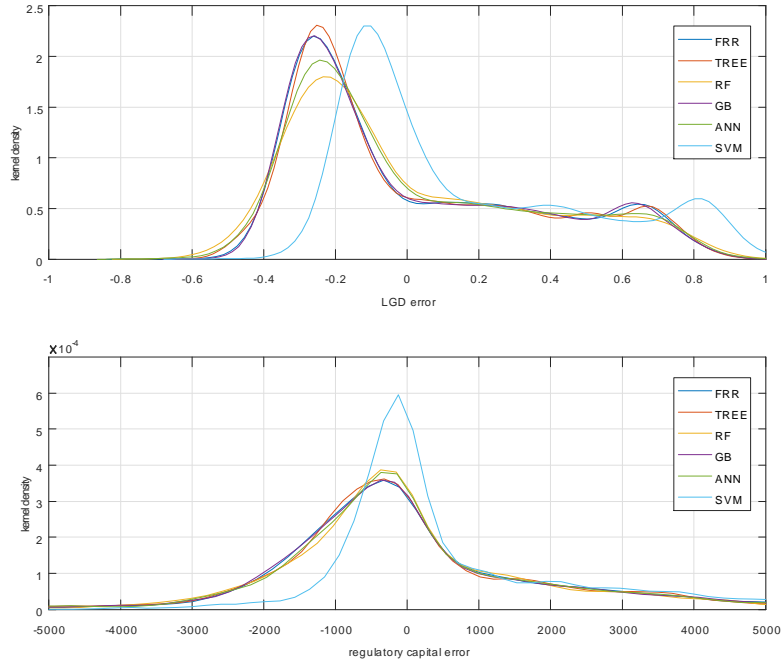 2.5
2
1.5
1
0.5
0
kernel density
-1 -0.8 -0.6 -0.4 -0.2 0 0.2 0.4 0.6 0.8 1
LGD error
FRR
TREE
RF
GB
ANN
SVM
×10⁻⁴
6
5
4
3
2
1
0
kernel density
-5000 -4000 -3000 -2000 -1000 0 1000 2000 3000 4000 5000
regulatory capital error
FRR
TREE
RF
GB
ANN
SVM